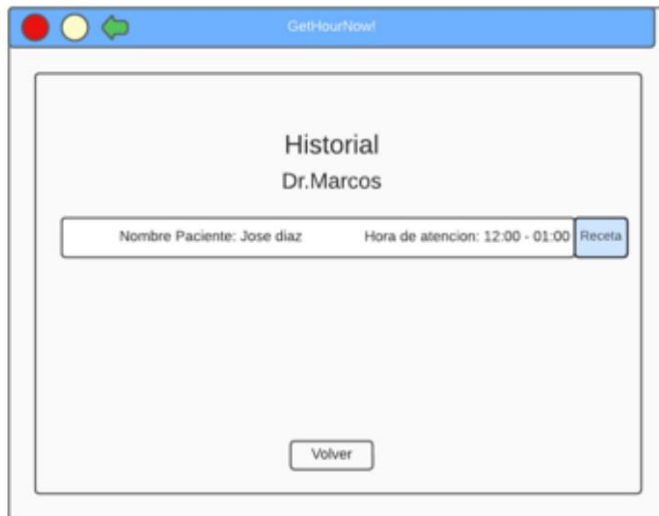 GetHourNow!
Historial
Dr.Marcos
Nombre Paciente: Jose diaz Hora de atencion: 12:00 - 01:00 Receta
Volver